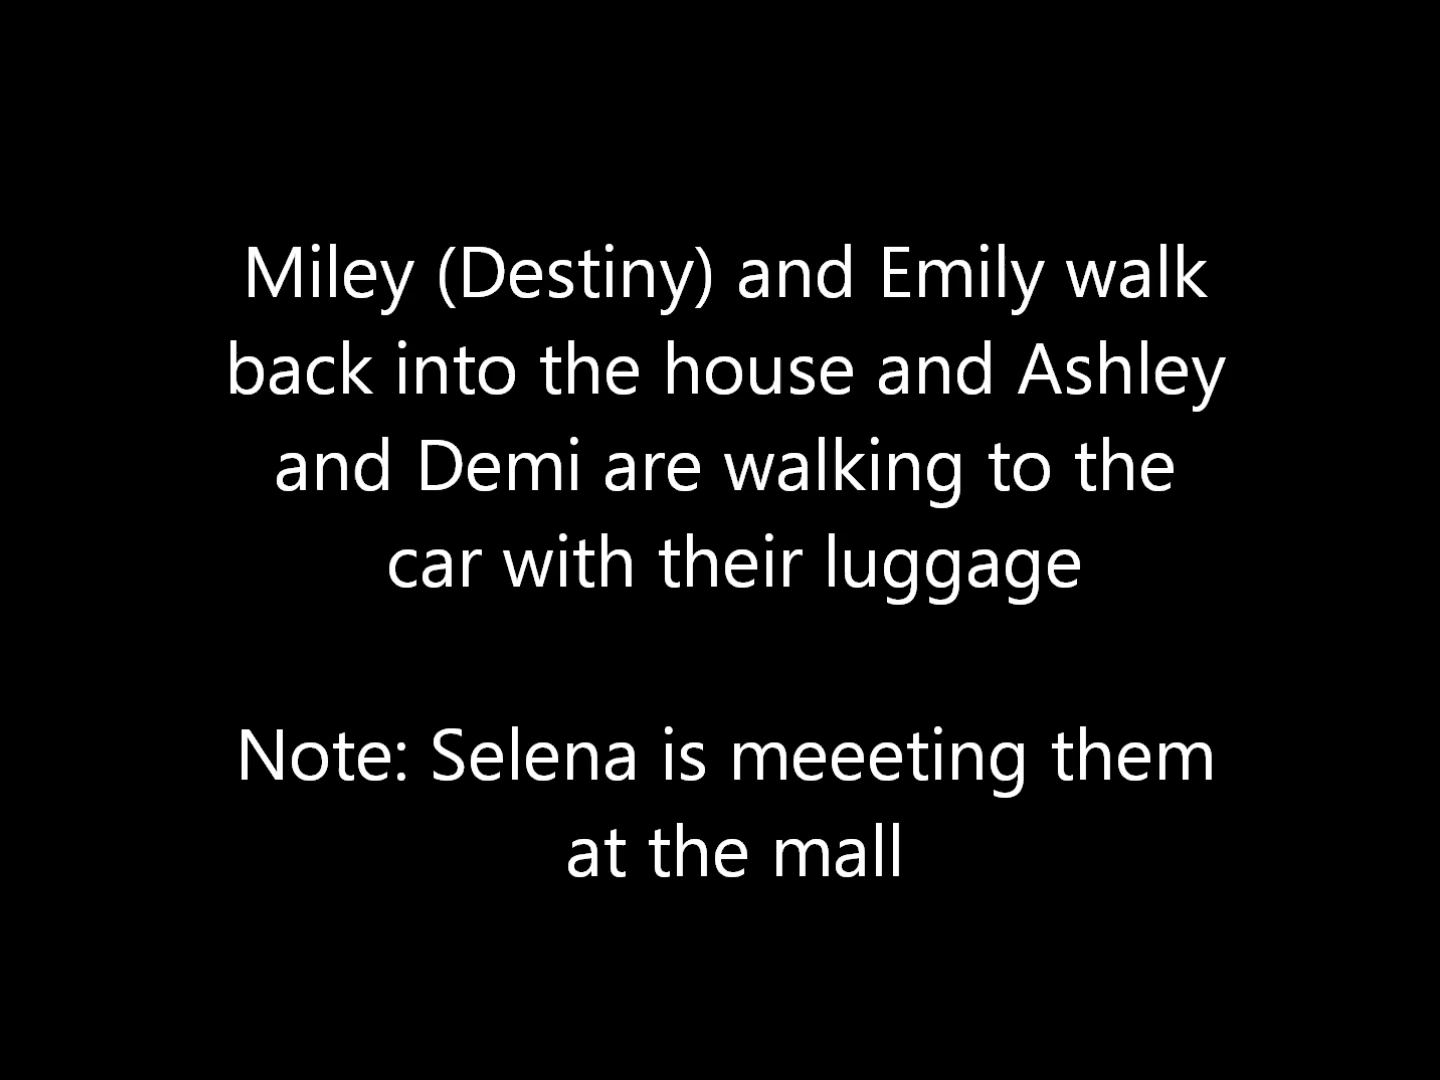 Miley (Destiny) and Emily walk
back into the house and Ashley
and Demi are walking to the
car with their luggage
Note: Selena is meeeting them
at the mall